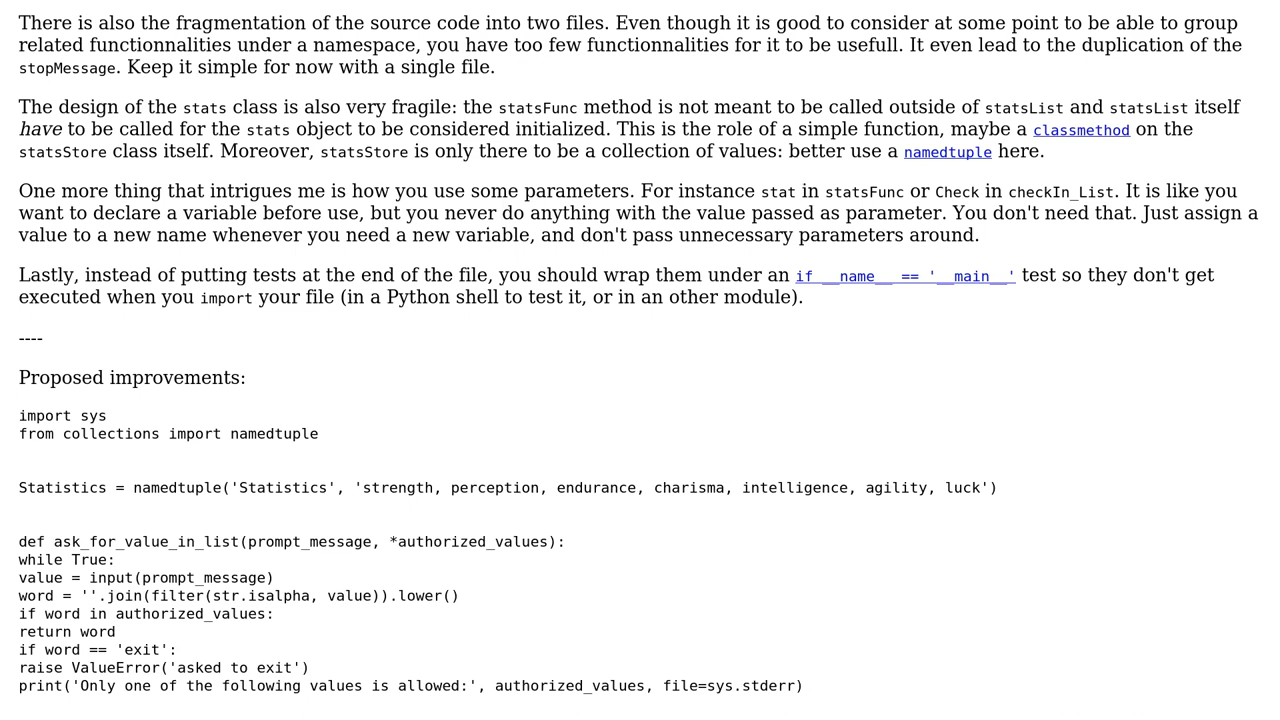 There is also the fragmentation of the source code into two files. Even though it is good to consider at some point to be able to group
related functionnalities under a namespace, you have too few functionnalities for it to be usefull. It even lead to the duplication of the
stopMessage. Keep it simple for now with a single file.
The design of the stats class is also very fragile: the statsFunc method is not meant to be called outside of statsList and statsList itself
have to be called for the stats object to be considered initialized. This is the role of a simple function, maybe a classmethod on the
statsStore class itself. Moreover, statsStore is only there to be a collection of values: better use a namedtuple here.
One more thing that intrigues me is how you use some parameters. For instance stat in statsFunc or Check in checkIn_List. It is like you
want to declare a variable before use, but you never do anything with the value passed as parameter. You don't need that. Just assign a
value to a new name whenever you need a new variable, and don't pass unnecessary parameters around.
Lastly, instead of putting tests at the end of the file, you should wrap them under an if __name__ == '__main__' test so they don't get
executed when you import your file (in a Python shell to test it, or in an other module).
----
Proposed improvements:
import sys
from collections import namedtuple
Statistics = namedtuple('Statistics', 'strength, perception, endurance, charisma, intelligence, agility, luck')
def ask_for_value_in_list(prompt_message, *authorized_values):
while True:
value = input(prompt_message)
word = ''.join(filter(str.isalpha, value)).lower()
if word in authorized_values:
return word
if word == 'exit':
raise ValueError('asked to exit')
print('Only one of the following values is allowed:', authorized_values, file=sys.stderr)